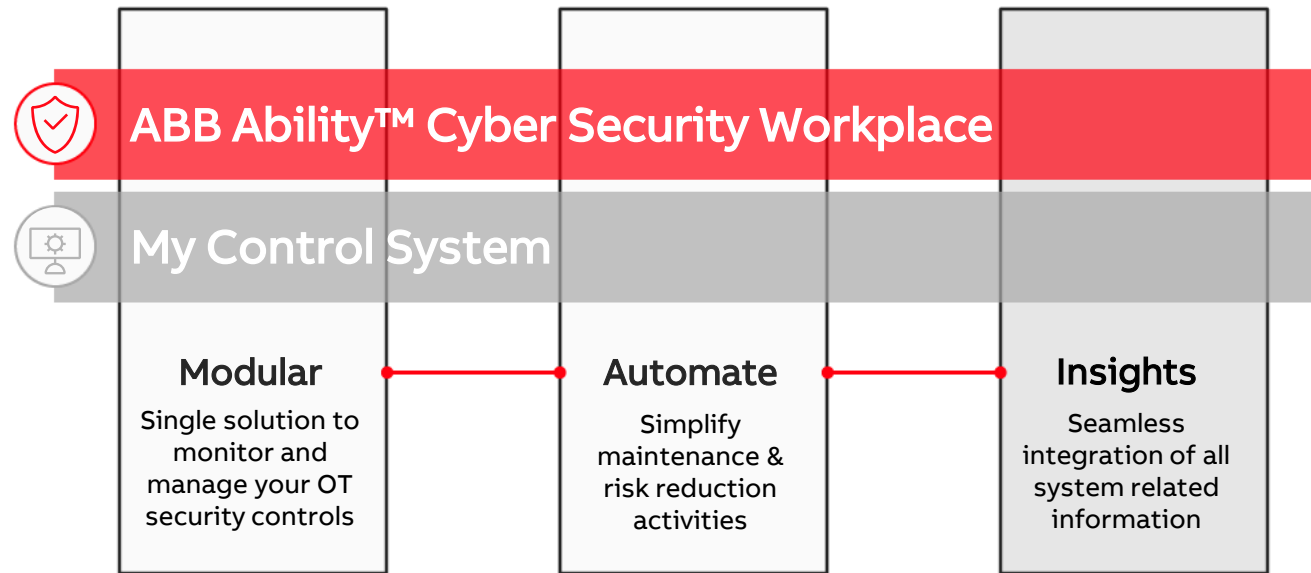 ABB Ability™ Cyber Security Workplace
My Control System
Modular
Single solution to
monitor and
manage your OT
security controls
Automate
Simplify
maintenance &
risk reduction
activities
Insights
Seamless
integration of all
system related
information